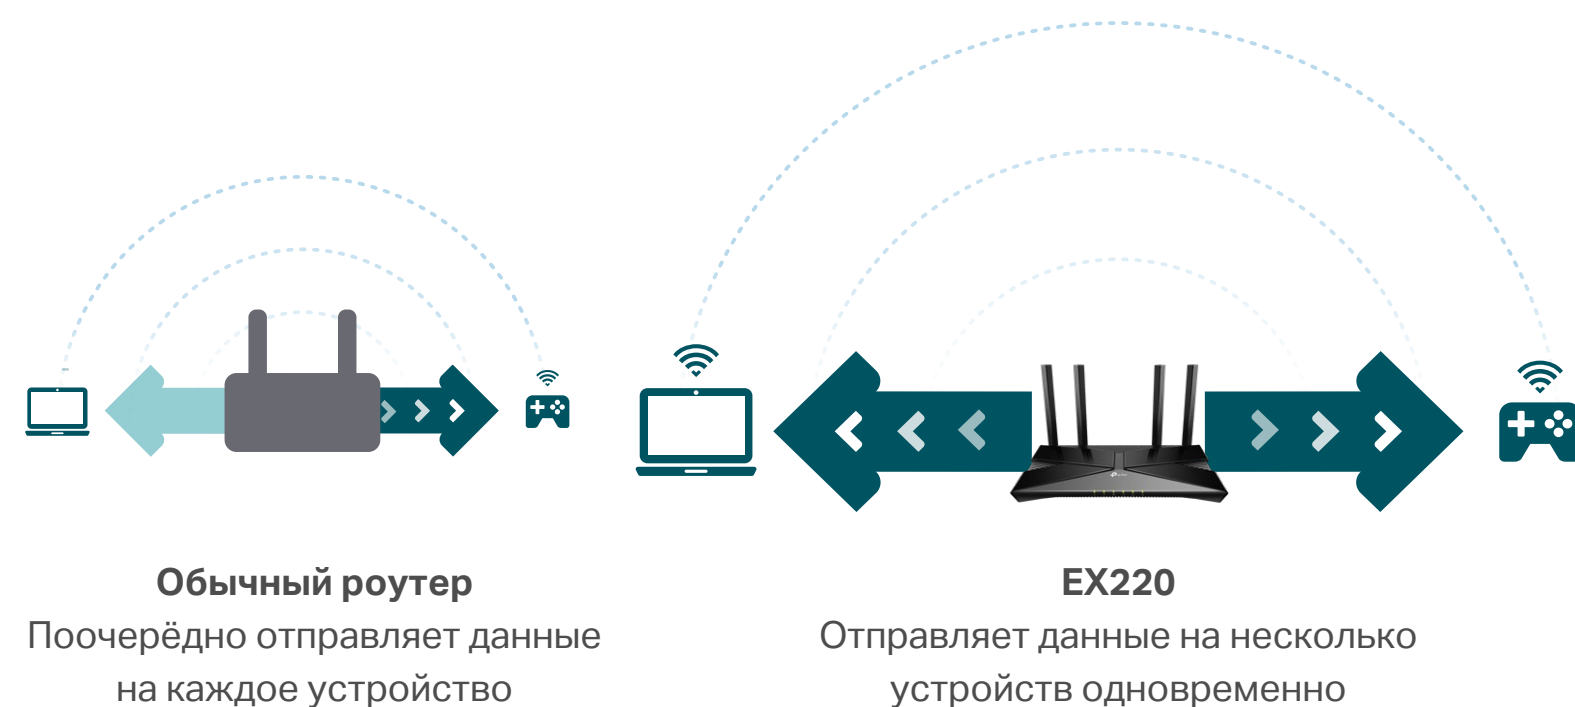 Обычный роутер
Поочерёдно отправляет данные
на каждое устройство
EX220
Отправляет данные на несколько
устройств одновременно